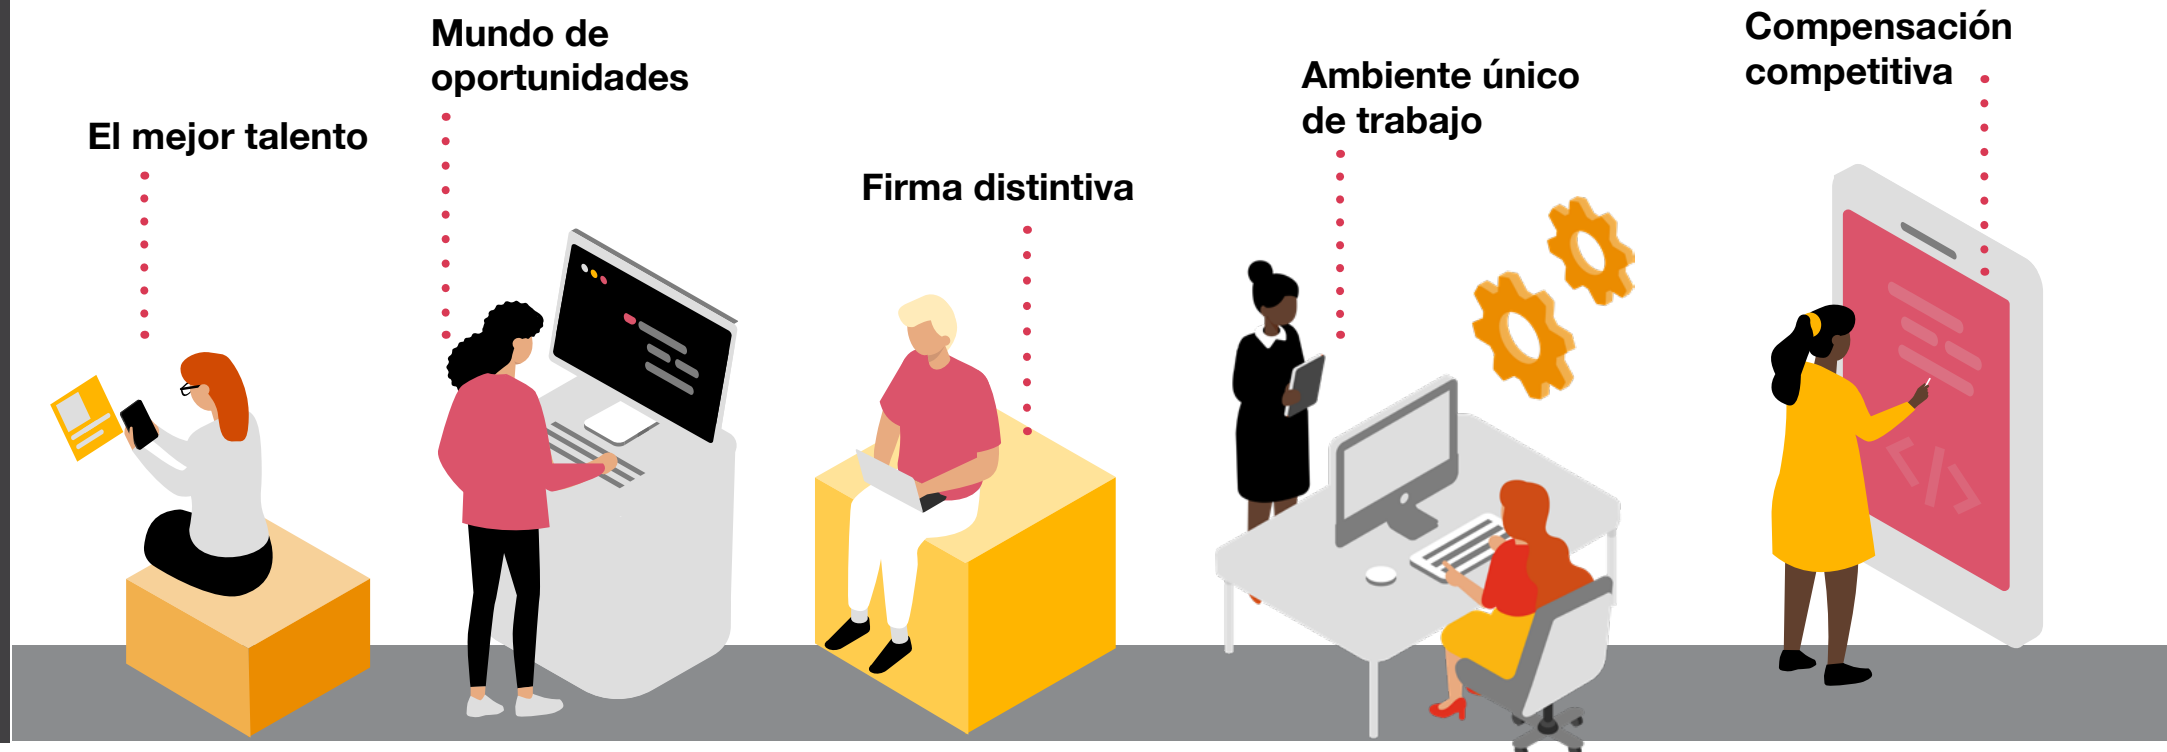 El mejor talento
Mundo de
oportunidades
Firma distintiva
Ambiente único
de trabajo
Compensación
competitiva
</>